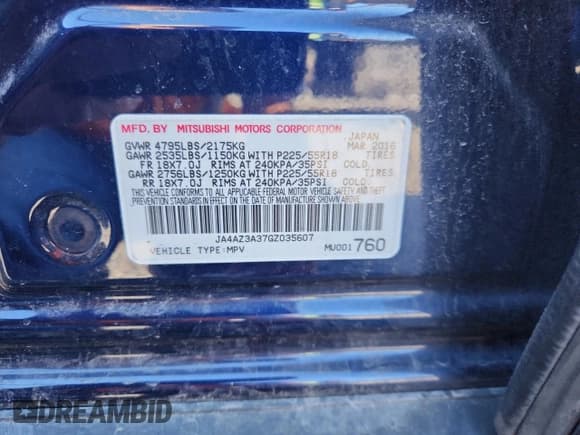 MFD. BY MITSUBISHI MOTORS CORPORATION
JAPAN
GVWR 4795LBS/2175KG MAR 2016
GAWR 2535LBS/1150KG WITH P225/55R18 TIRES
FR 18X7.0J RIMS AT 240KPA/35PSI COLD.
GAWR 2756LBS/1250KG WITH P225/55R18 TIRES
RR 18X7.0J RIMS AT 240KPA/35PSI COLD.
THIS VEHICLE CONFORMS TO ALL APPLICABLE FEDERAL MOTOR VEHICLE SAFETY AND THEFT
PREVENTION STANDARDS IN EFFECT ON THE DATE OF MANUFACTURE SHOWN ABOVE.
JA4AZ3A37GZ035607
VEHICLE TYPE:MPV MU001760
DREAMBID